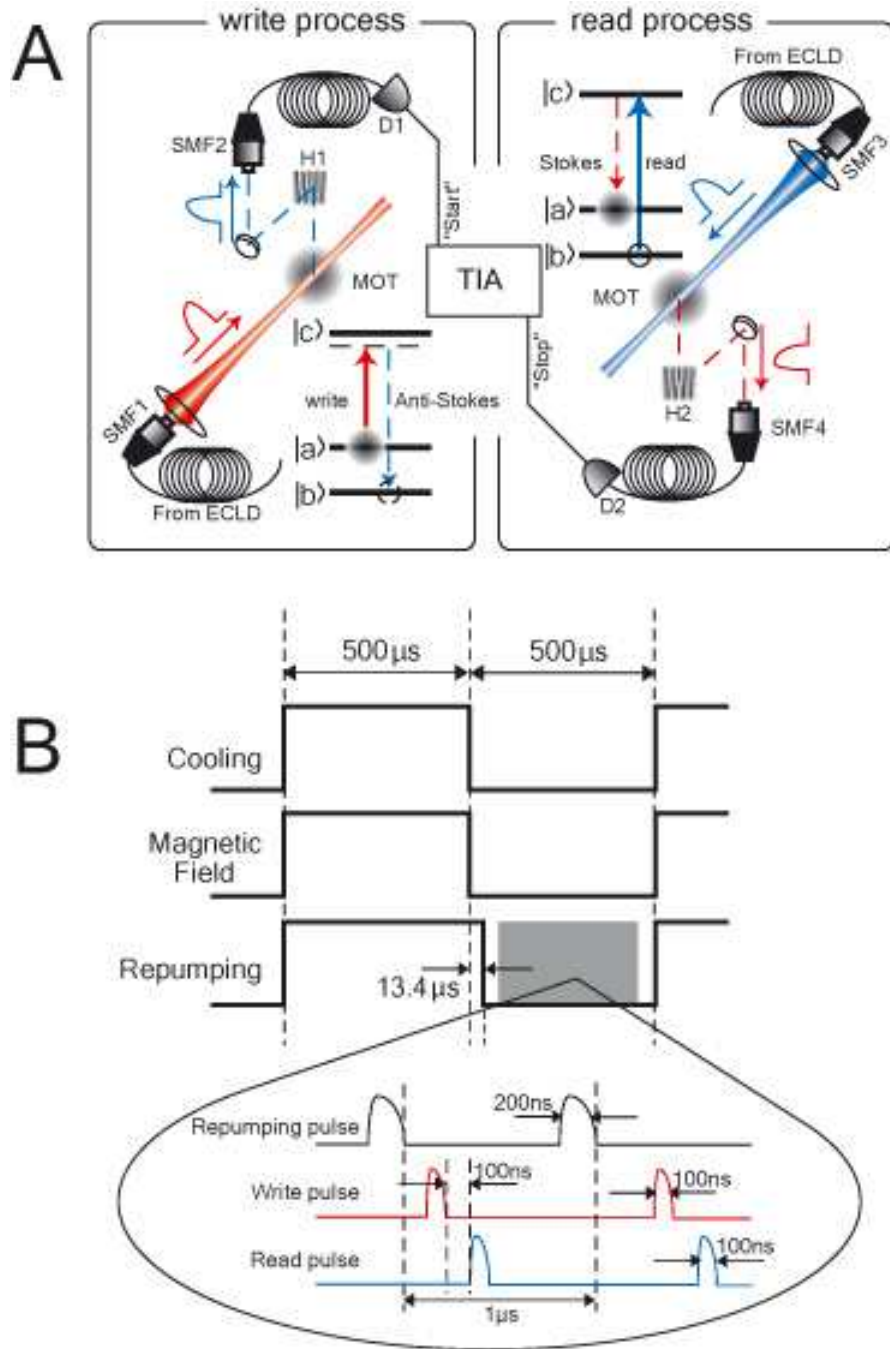 A
write process
read process
From ECLD
|c⟩
D1
SMF2
H1
SMF3
Stokes
read
"Start"
|a⟩
|b⟩
MOT
TIA
MOT
|c⟩
"Stop"
write
Anti-Stokes
H2
SMF1
SMF4
|a⟩
|b⟩
From ECLD
D2
500µs
500µs
B
Cooling
Magnetic
Field
Repumping
13.4µs
200ns
Repumping pulse
100ns
100ns
Write pulse
100ns
Read pulse
1µs